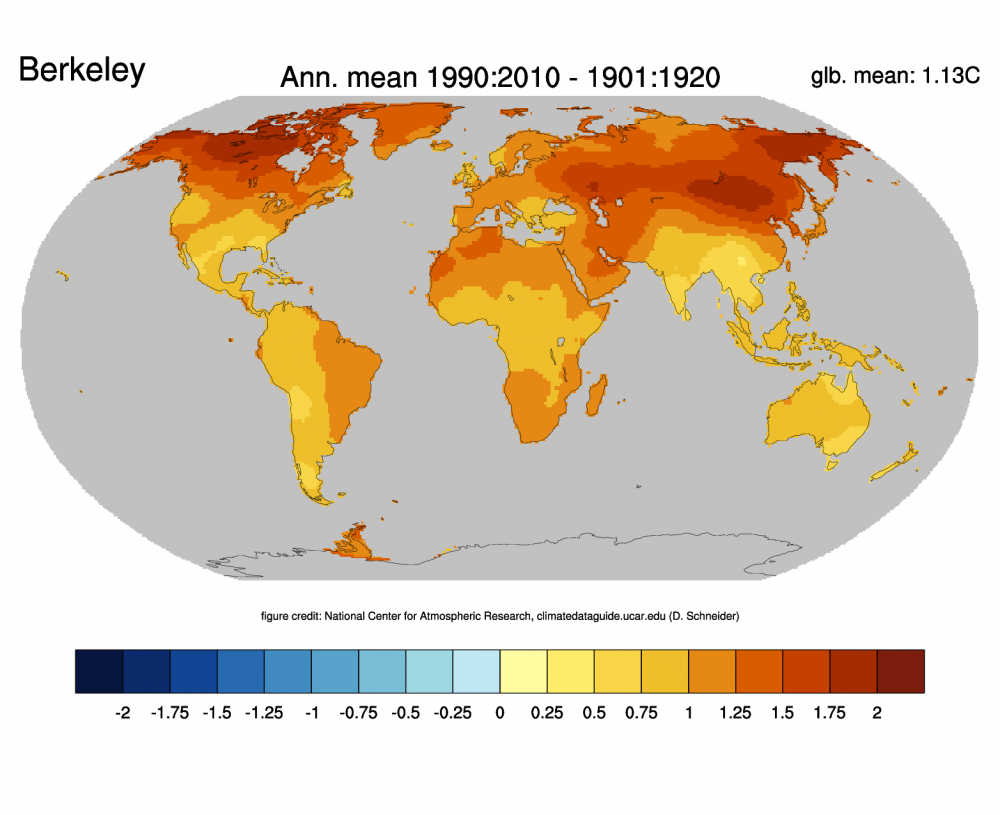 Berkeley
Ann. mean 1990:2010 - 1901:1920
glb. mean: 1.13C
figure credit: National Center for Atmospheric Research, climatedataguide.ucar.edu (D. Schneider)
-2 -1.75 -1.5 -1.25 -1 -0.75 -0.5 -0.25 0 0.25 0.5 0.75 1 1.25 1.5 1.75 2